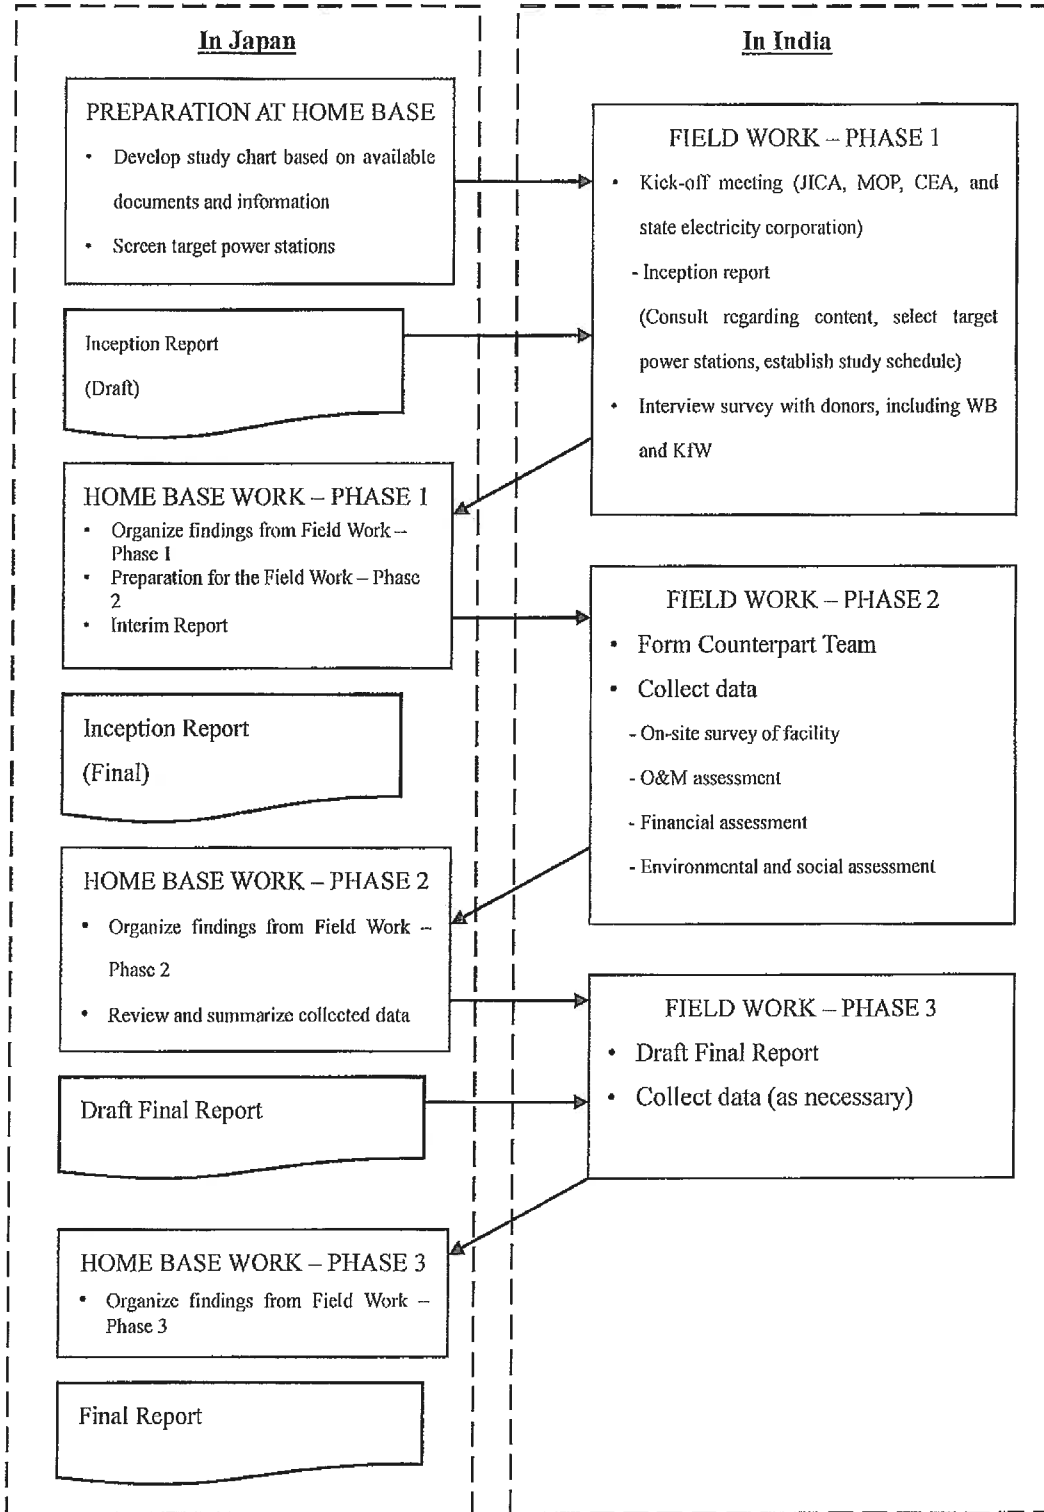 In Japan
PREPARATION AT HOME BASE
• Develop study chart based on available
documents and information
• Screen target power stations
Inception Report
(Draft)
HOME BASE WORK – PHASE 1
• Organize findings from Field Work –
Phase 1
• Preparation for the Field Work – Phase
2
• Interim Report
Inception Report
(Final)
HOME BASE WORK – PHASE 2
• Organize findings from Field Work –
Phase 2
• Review and summarize collected data
Draft Final Report
HOME BASE WORK – PHASE 3
• Organize findings from Field Work –
Phase 3
Final Report
In India
FIELD WORK – PHASE 1
• Kick-off meeting (JICA, MOP, CEA, and
state electricity corporation)
- Inception report
(Consult regarding content, select target
power stations, establish study schedule)
• Interview survey with donors, including WB
and KfW
FIELD WORK – PHASE 2
• Form Counterpart Team
• Collect data
- On-site survey of facility
- O&M assessment
- Financial assessment
- Environmental and social assessment
FIELD WORK – PHASE 3
• Draft Final Report
• Collect data (as necessary)